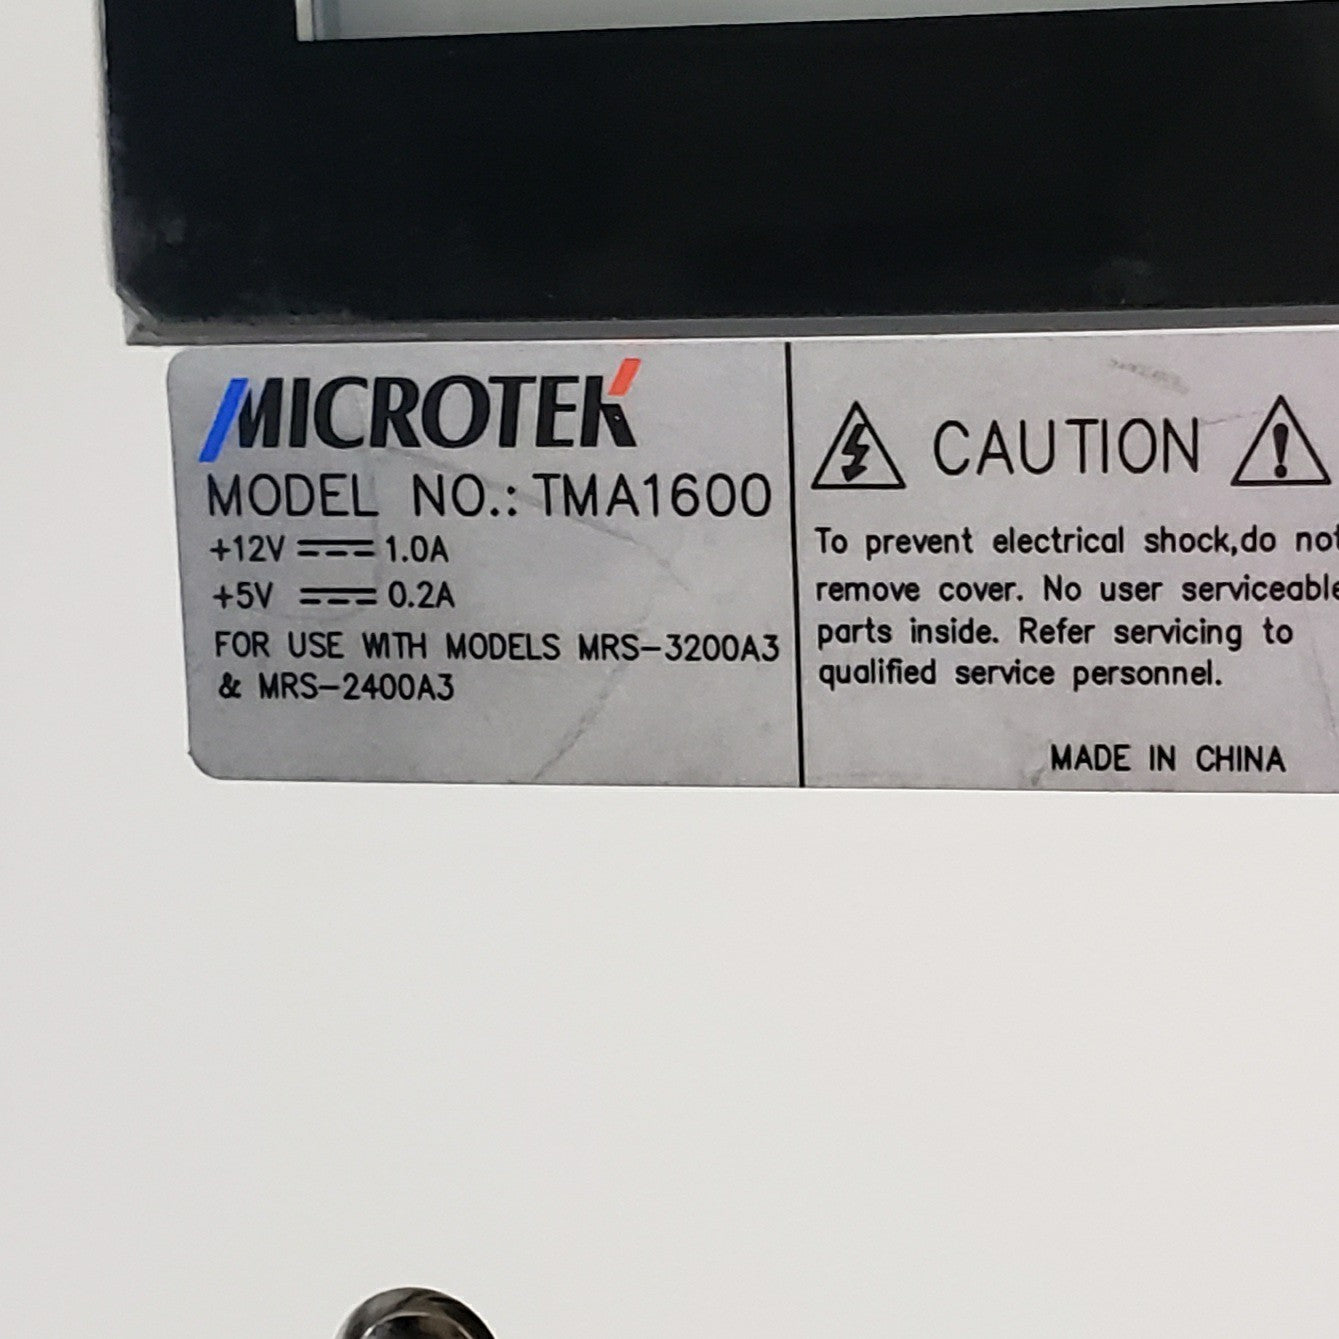 MICROTEK
MODEL NO.: TMA1600
+12V 1.0A
+5V 0.2A
FOR USE WITH MODELS MRS-3200A3
& MRS-2400A3
CAUTION
To prevent electrical shock,do not
remove cover. No user serviceable
parts inside. Refer servicing to
qualified service personnel.
MADE IN CHINA